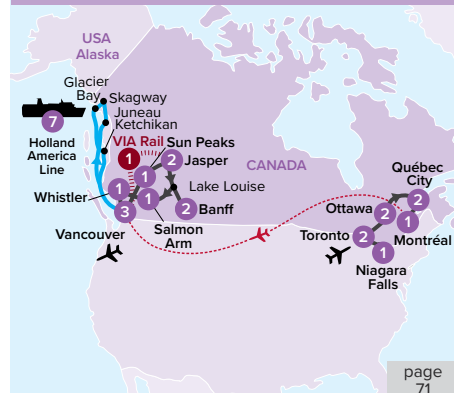 USA
Alaska
Glacier
Bay
Skagway
Juneau
Ketchikan
7
Holland
America
Line
VIA Rail
1
Sun Peaks
1
2
Jasper
CANADA
Whistler
1
Lake Louise
3
1
2
Banff
Vancouver
Salmon
Arm
Québec
City
2
Ottawa
2
1
Montréal
Toronto
2
1
Niagara
Falls
page
71